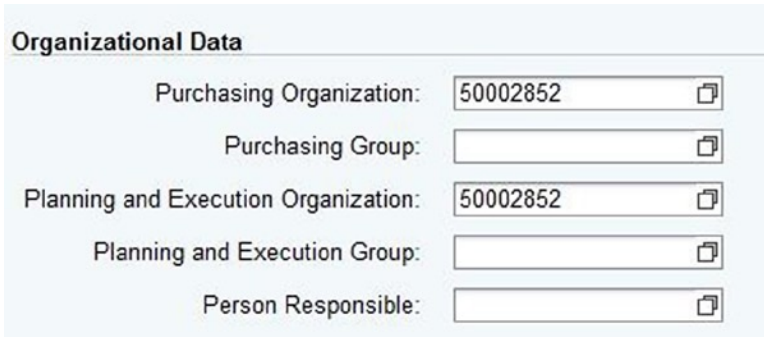 Organizational Data
Purchasing Organization: 50002852
Purchasing Group:
Planning and Execution Organization: 50002852
Planning and Execution Group:
Person Responsible: